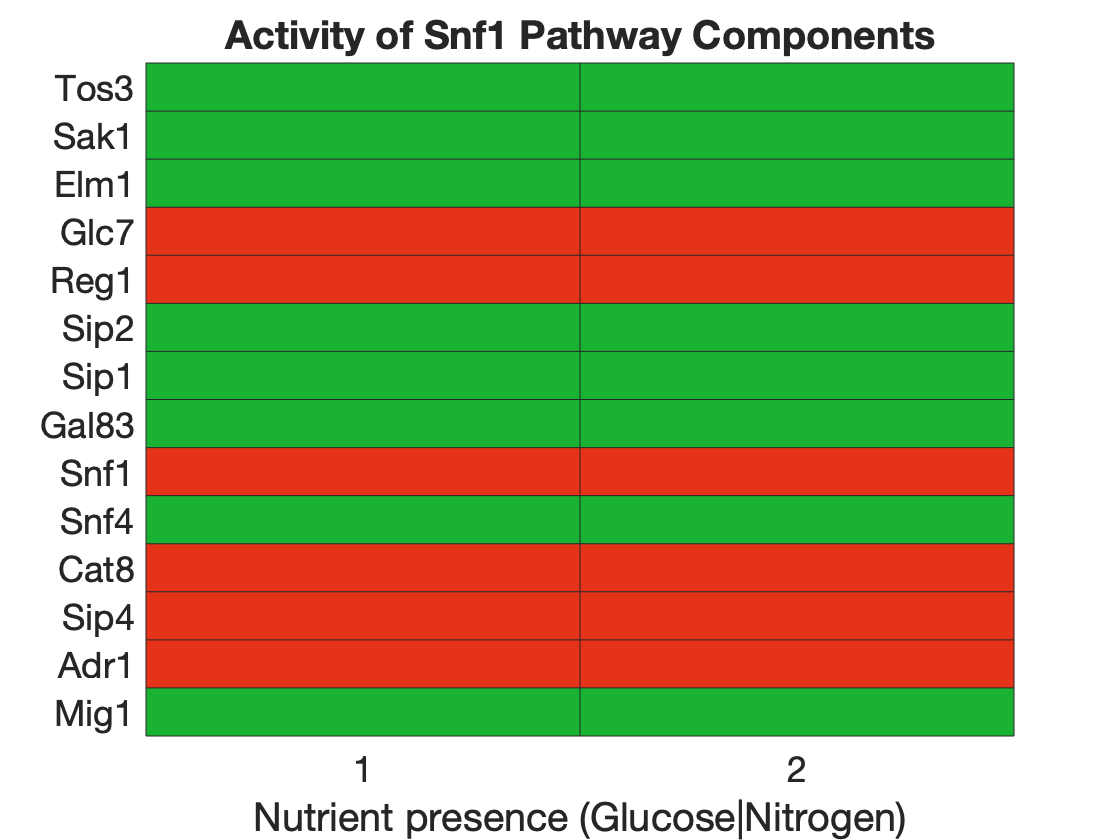 Activity of Snf1 Pathway Components
Tos3
Sak1
Elm1
Glc7
Reg1
Sip2
Sip1
Gal83
Snf1
Snf4
Cat8
Sip4
Adr1
Mig1
1 2
Nutrient presence (Glucose|Nitrogen)